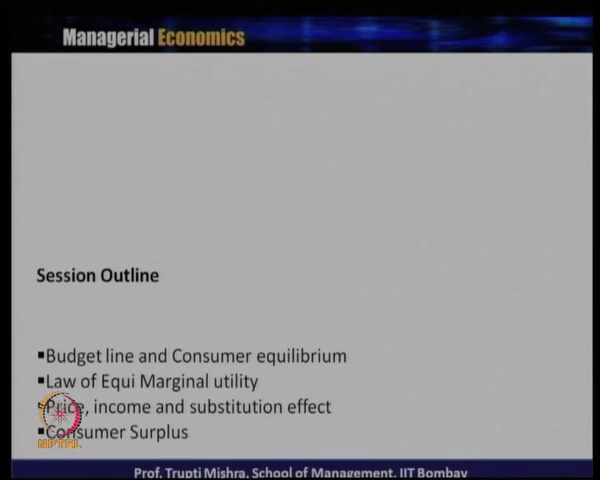 Managerial Economics
Session Outline
▪Budget line and Consumer equilibrium
▪Law of Equi Marginal utility
▪Price, income and substitution effect
▪Consumer Surplus
NPTEL
Prof. Trupti Mishra, School of Management, IIT Bombay